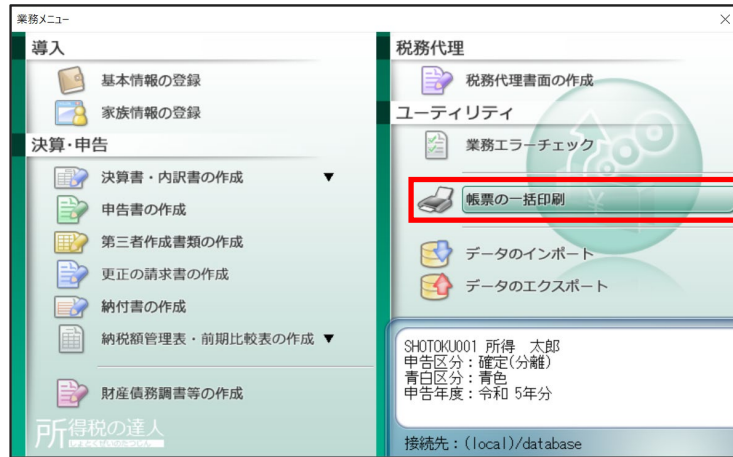 業務メニュー
導入
基本情報の登録
家族情報の登録
決算・申告
決算書・内訳書の作成 ▼
申告書の作成
第三者作成書類の作成
更正の請求書の作成
納付書の作成
納税額管理表・前期比較表の作成 ▼
財産債務調書等の作成
所得税の達人
税務代理
税務代理書面の作成
ユーティリティ
業務エラーチェック
帳票の一括印刷
データのインポート
データのエクスポート
SHOTOKU001 所得 太郎
申告区分：確定(分離)
青白区分：青色
申告年度：令和 5年分
接続先：(local)/database